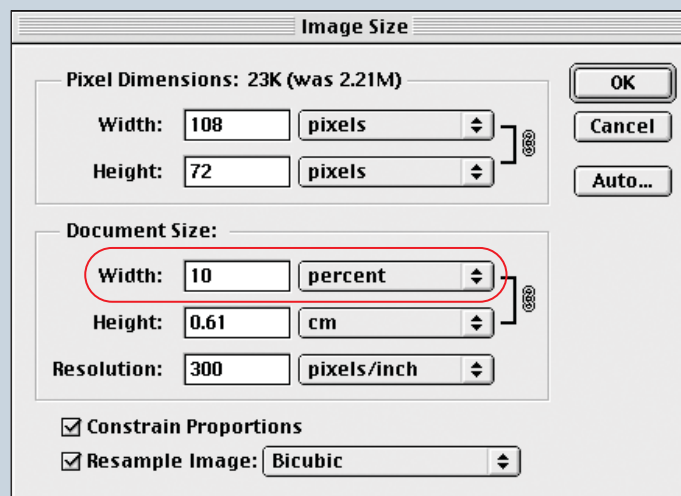 Image Size
Pixel Dimensions: 23K (was 2.21M)
Width: 108 pixels
Height: 72 pixels
OK
Cancel
Auto...
Document Size:
Width: 10 percent
Height: 0.61 cm
Resolution: 300 pixels/inch
Constrain Proportions
Resample Image: Bicubic